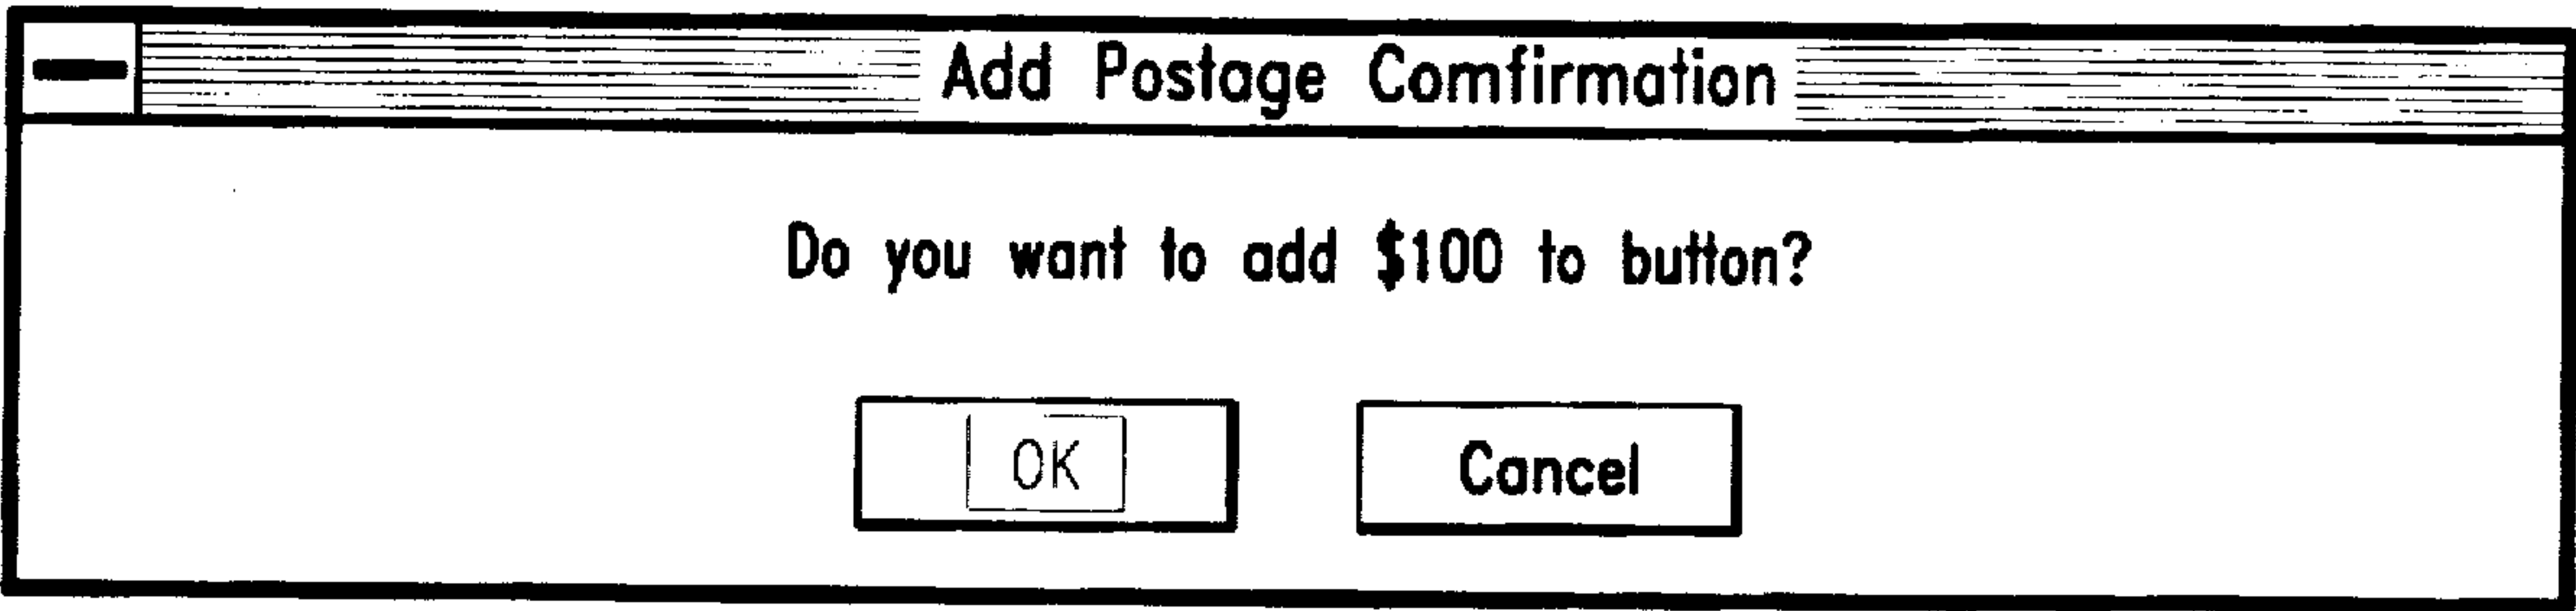 Add Postage Comfirmation
Do you want to add $100 to button?
OK
Cancel